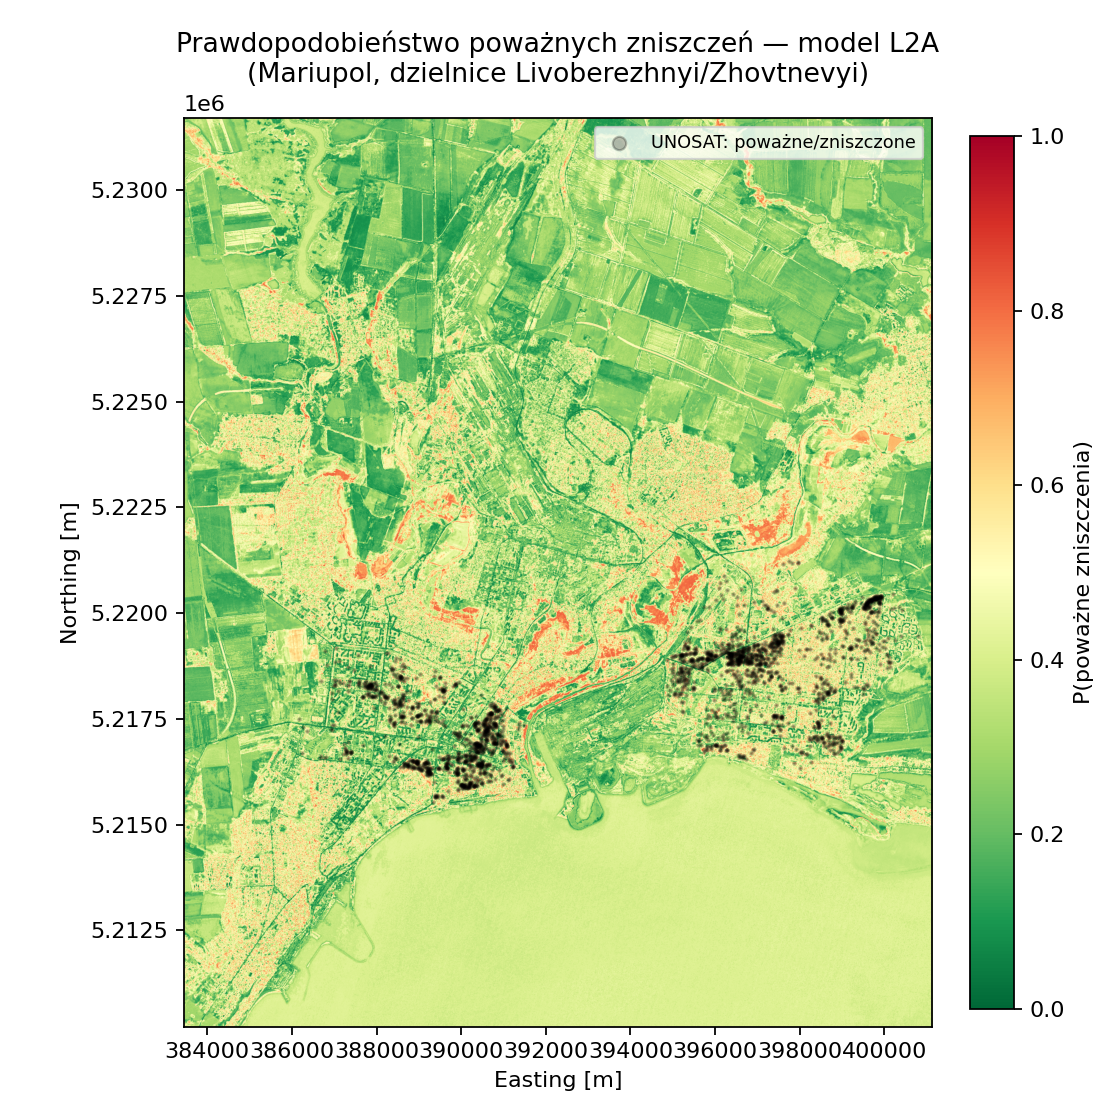 Prawdopodobieństwo poważnych zniszczeń — model L2A
(Mariupol, dzielnice Livoberezhnyi/Zhovtnevyi)
1e6
UNOSAT: poważne/zniszczone
5.2300
5.2275
5.2250
5.2225
5.2200
5.2175
5.2150
5.2125
Northing [m]
384000 386000 388000 390000 392000 394000 396000 398000 400000
Easting [m]
1.0
0.8
0.6
0.4
0.2
0.0
P(poważne zniszczenia)